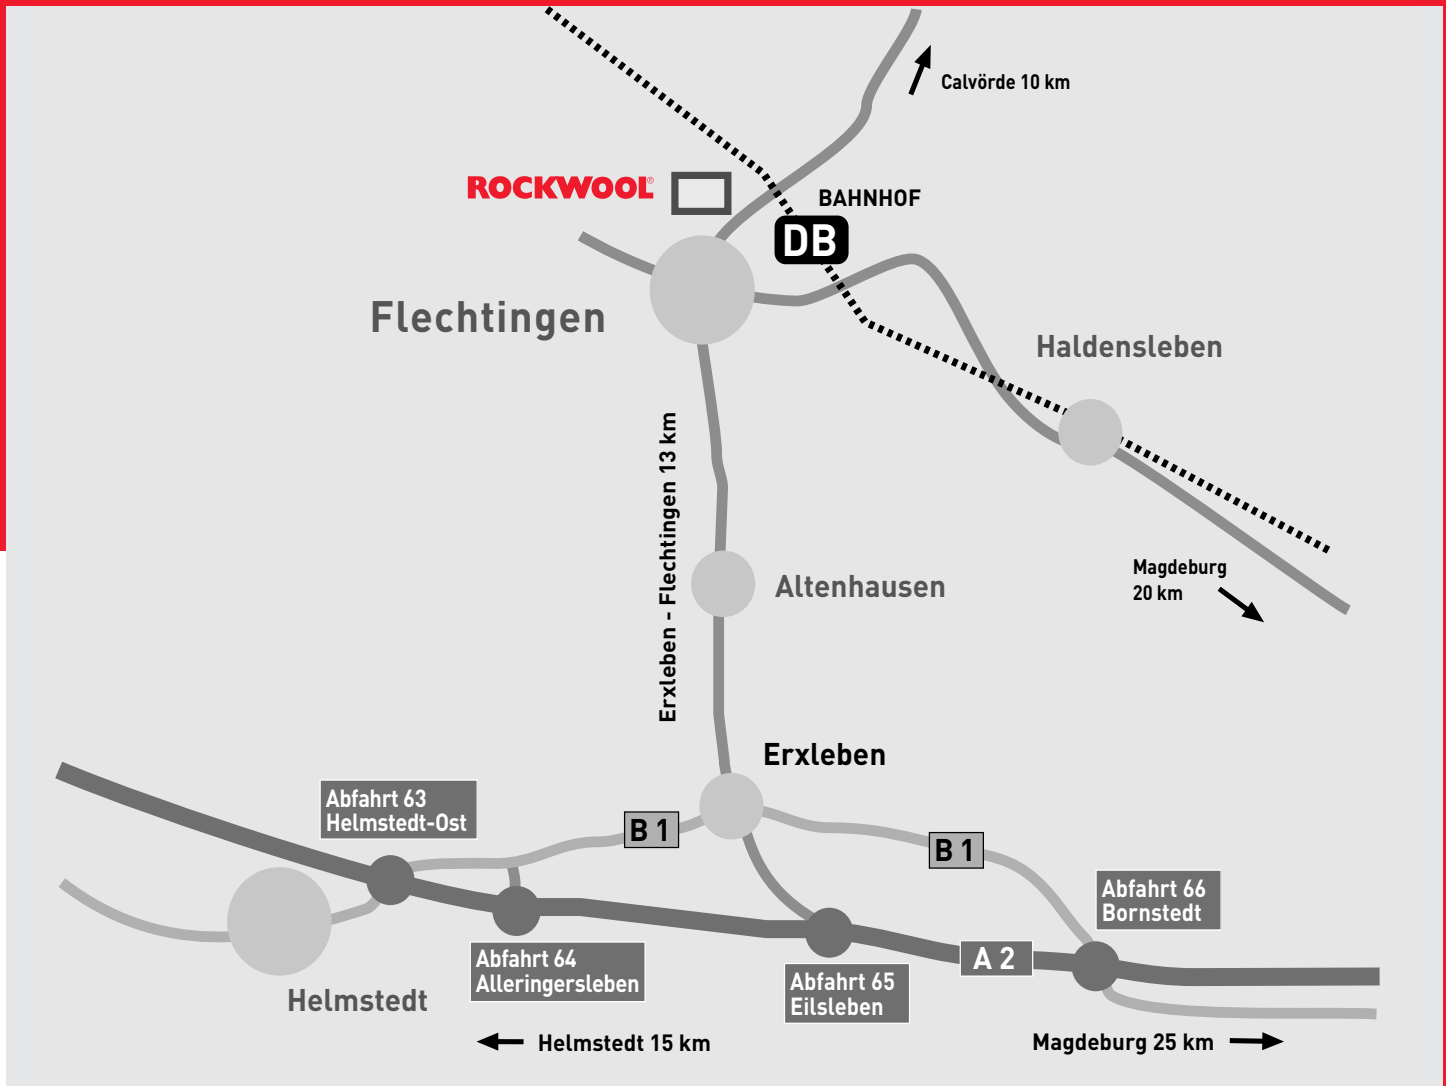 Calvörde 10 km
ROCKWOOL®
BAHNHOF
DB
Flechtingen
Haldensleben
Erxleben - Flechtingen 13 km
Magdeburg
20 km
Altenhausen
Erxleben
Abfahrt 63
Helmstedt-Ost
B 1
B 1
Abfahrt 66
Bornstedt
Abfahrt 64
Alleringersleben
A 2
Abfahrt 65
Eilsleben
Helmstedt
Helmstedt 15 km
Magdeburg 25 km